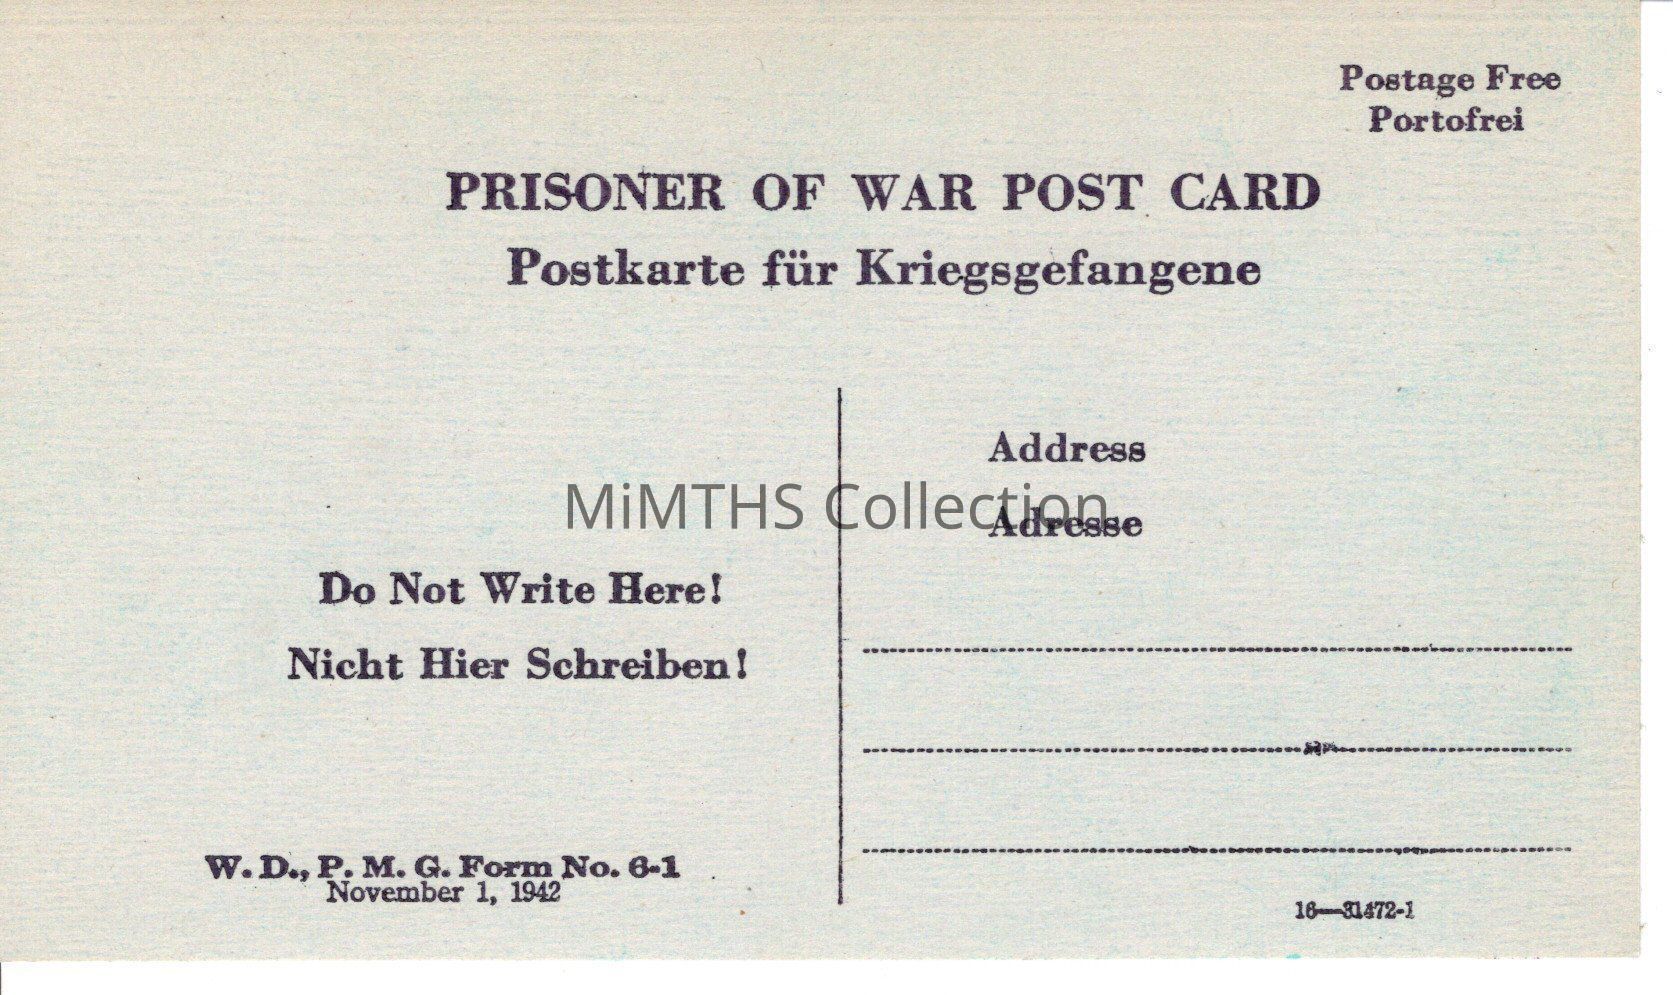 Postage Free
Portofrei
PRISONER OF WAR POST CARD
Postkarte für Kriegsgefangene
Address
MiMTHS Collection
Adresse
Do Not Write Here!
Nicht Hier Schreiben!
W. D., P. M. G. Form No. 6-1
November 1, 1942
16—31472-1